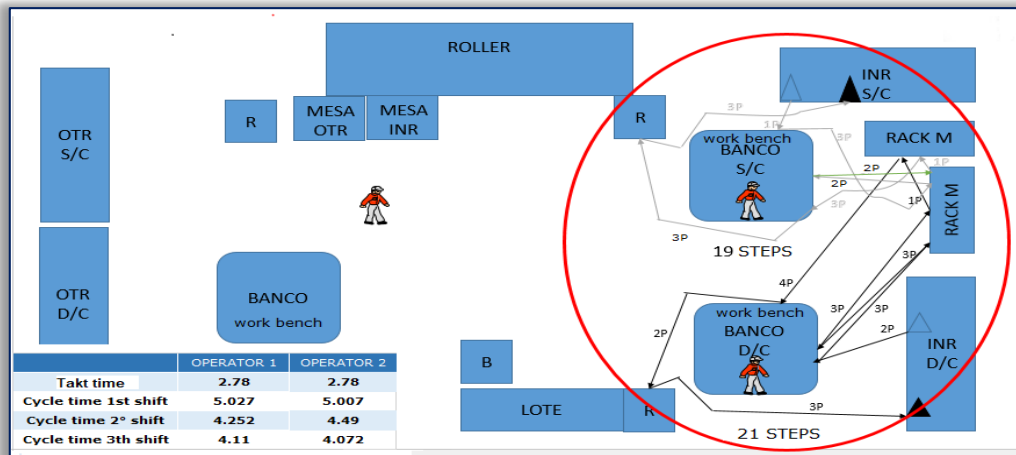 ROLLER
INR
S/C
OTR
S/C
R
MESA
OTR
MESA
INR
R
3P
1P
3P
work bench
BANCO
S/C
RACK M
2P
2P
1P
3P
1P
RACK M
3P
19 STEPS
3P
4P
3P
3P
2P
OTR
D/C
BANCO
work bench
work bench
BANCO
D/C
2P
INR
D/C
B
LOTE
R
3P
21 STEPS
OPERATOR 1 OPERATOR 2
Takt time 2.78 2.78
Cycle time 1st shift 5.027 5.007
Cycle time 2° shift 4.252 4.49
Cycle time 3th shift 4.11 4.072